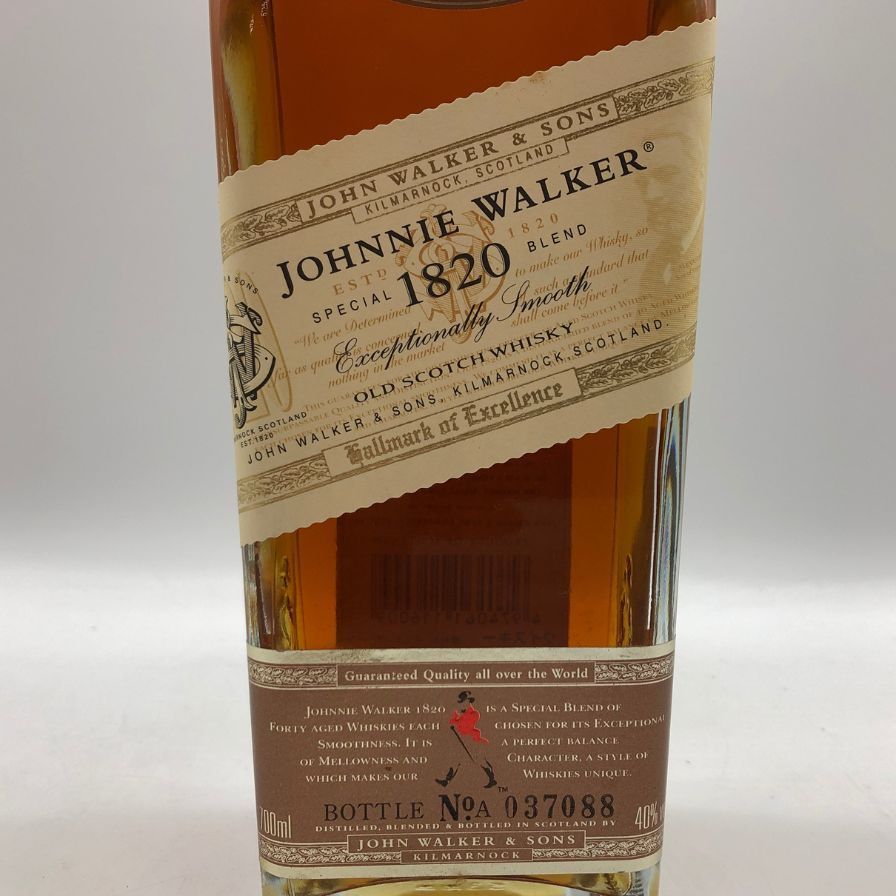 JOHN WALKER & SONS
KILMARNOCK, SCOTLAND
JOHNNIE WALKER®
ESTD 1820
SPECIAL 1820 BLEND
"We are Determined to make our Whisky, so
far as quality is concerned such a standard that
nothing in the market shall come before it."
Exceptionally Smooth
OLD SCOTCH WHISKY
JOHN WALKER & SONS, KILMARNOCK, SCOTLAND.
Hallmark of Excellence
& SONS
SCOTLAND
EST. 1820
Guaranteed Quality all over the World
JOHNNIE WALKER 1820 IS A SPECIAL BLEND OF
FORTY AGED WHISKIES EACH CHOSEN FOR ITS EXCEPTIONAL
SMOOTHNESS. IT IS A PERFECT BALANCE
OF MELLOWNESS AND CHARACTER, A STYLE OF
WHICH MAKES OUR WHISKIES UNIQUE.
TM
BOTTLE No. A 037088
700ml 40%
DISTILLED, BLENDED & BOTTLED IN SCOTLAND BY
JOHN WALKER & SONS
KILMARNOCK